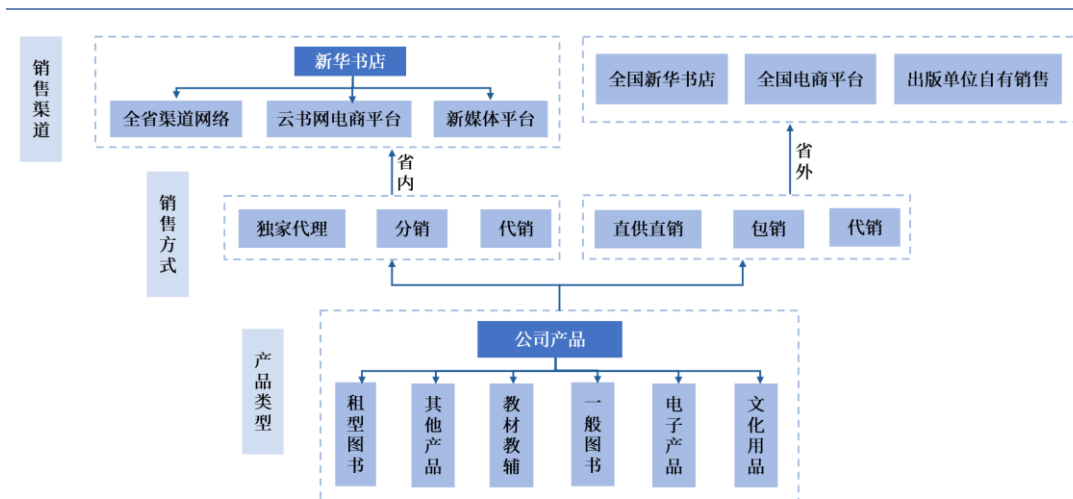 销售渠道
新华书店
全省渠道网络 云书网电商平台 新媒体平台
全国新华书店 全国电商平台 出版单位自有销售
省内
省外
销售方式
独家代理 分销 代销
直供直销 包销 代销
产品类型
公司产品
租型图书 其他产品 教材教辅 一般图书 电子产品 文化用品